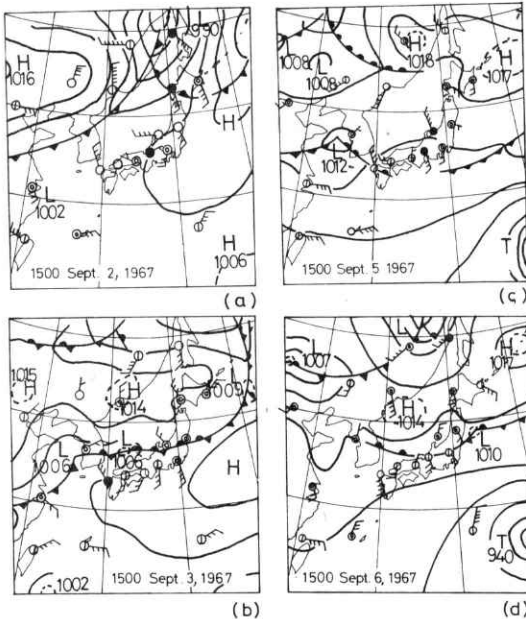 L
990
H
1016
H
L
1002
H
1006
1500 Sept. 2, 1967
(a)
L
1008
L
1008
H
1018
H
1017
L
1012
T
1500 Sept. 5 1967
(c)
1015
H
H
1014
L
1009
L
1006
L
1006
H
1002
1500 Sept. 3, 1967
(b)
L
L
1007
H
1017
H
1014
L
1010
T
940
1500 Sept. 6, 1967
(d)